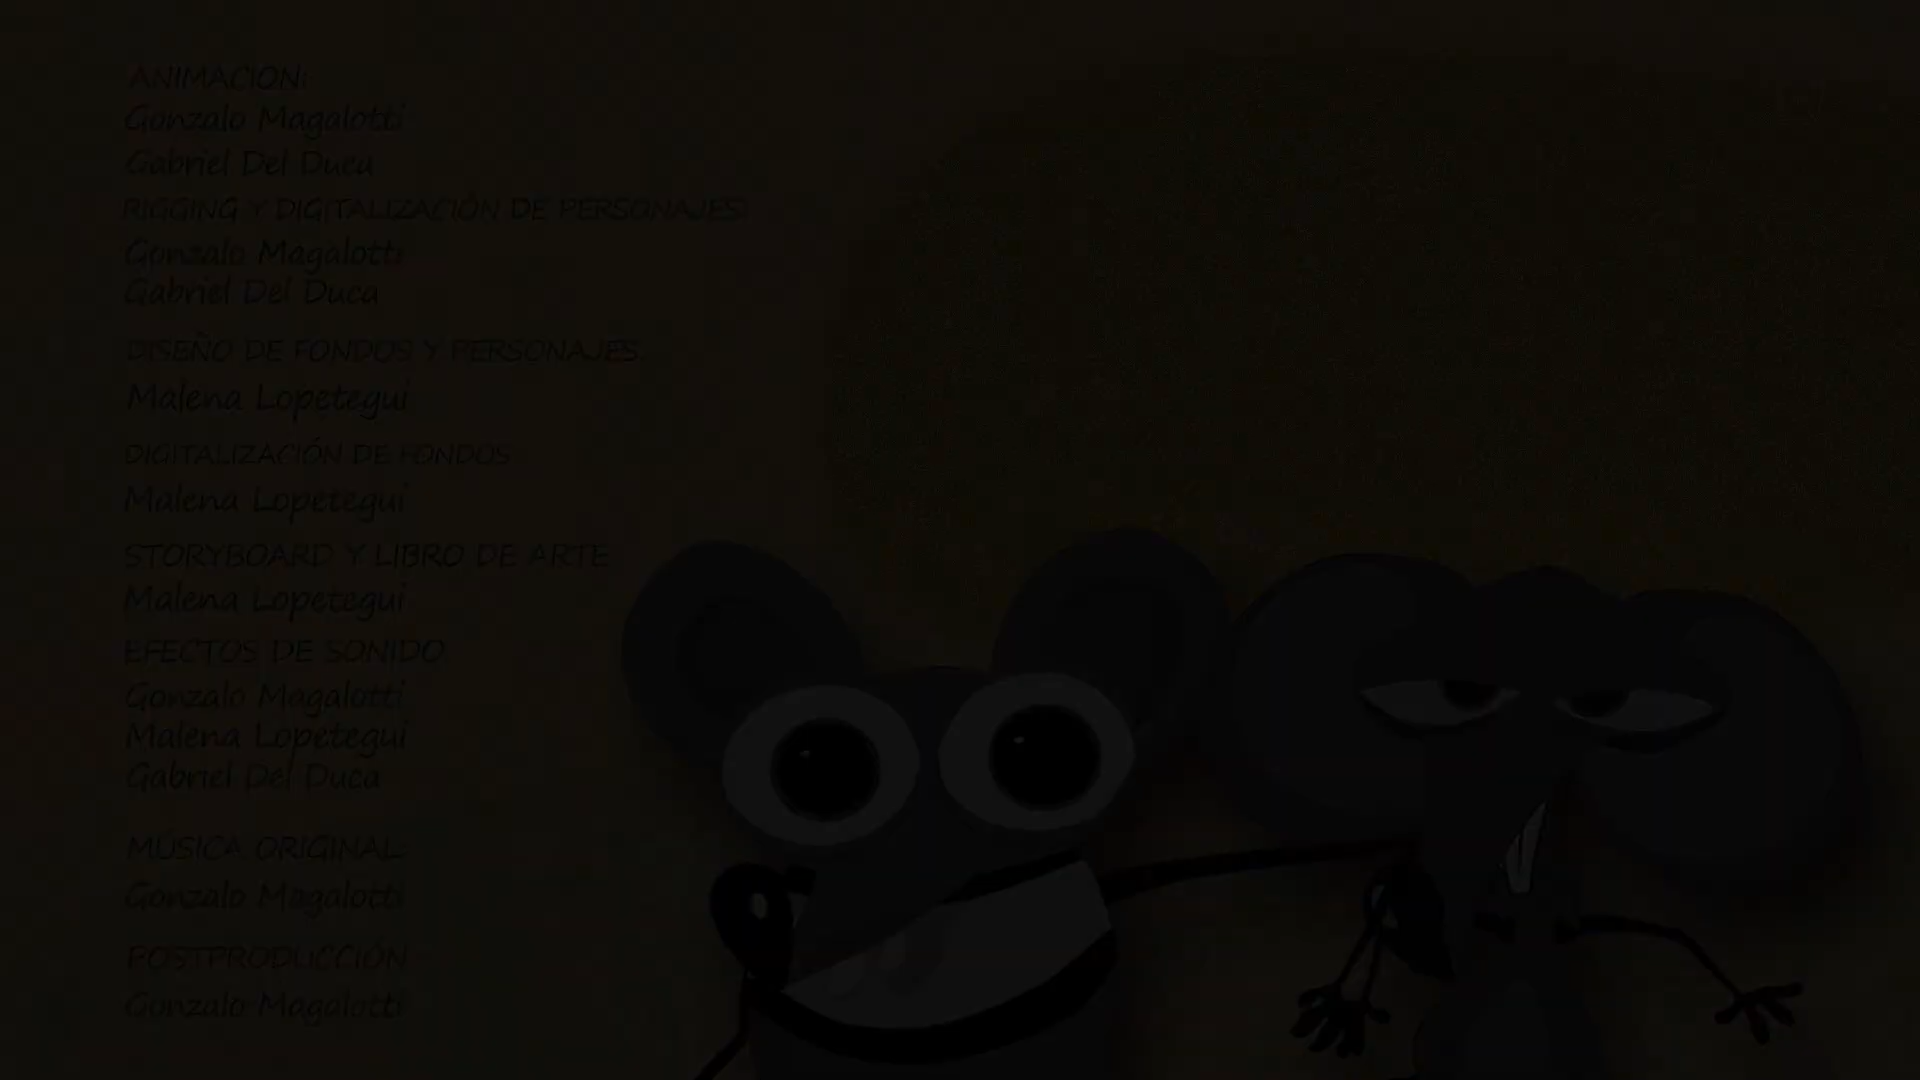 ANIMACION:
Gonzalo Magalotti
Gabriel Del Duca
RIGGING Y DIGITALIZACIÓN DE PERSONAJES:
Gonzalo Magalotti
Gabriel Del Duca
DISEÑO DE FONDOS Y PERSONAJES
Malena Lopetegui
DIGITALIZACIÓN DE FONDOS
Malena Lopetegui
STORYBOARD Y LIBRO DE ARTE
Malena Lopetegui
EFECTOS DE SONIDO
Gonzalo Magalotti
Malena Lopetegui
Gabriel Del Duca
MÚSICA ORIGINAL:
Gonzalo Magalotti
POSTPRODUCCIÓN
Gonzalo Magalotti